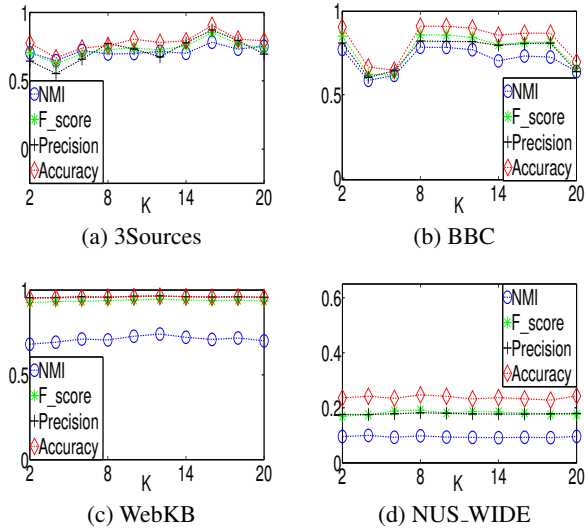 1
0.5
0
NMI
F_score
Precision
Accuracy
2 8 14 20
K
(a) 3Sources
1
0.5
0
NMI
F_score
Precision
Accuracy
2 8 14 20
K
(b) BBC
1
0.5
0
NMI
F_score
Precision
Accuracy
2 8 14 20
K
(c) WebKB
0.6
0.4
0.2
0
NMI
F_score
Precision
Accuracy
2 8 14 20
K
(d) NUS_WIDE